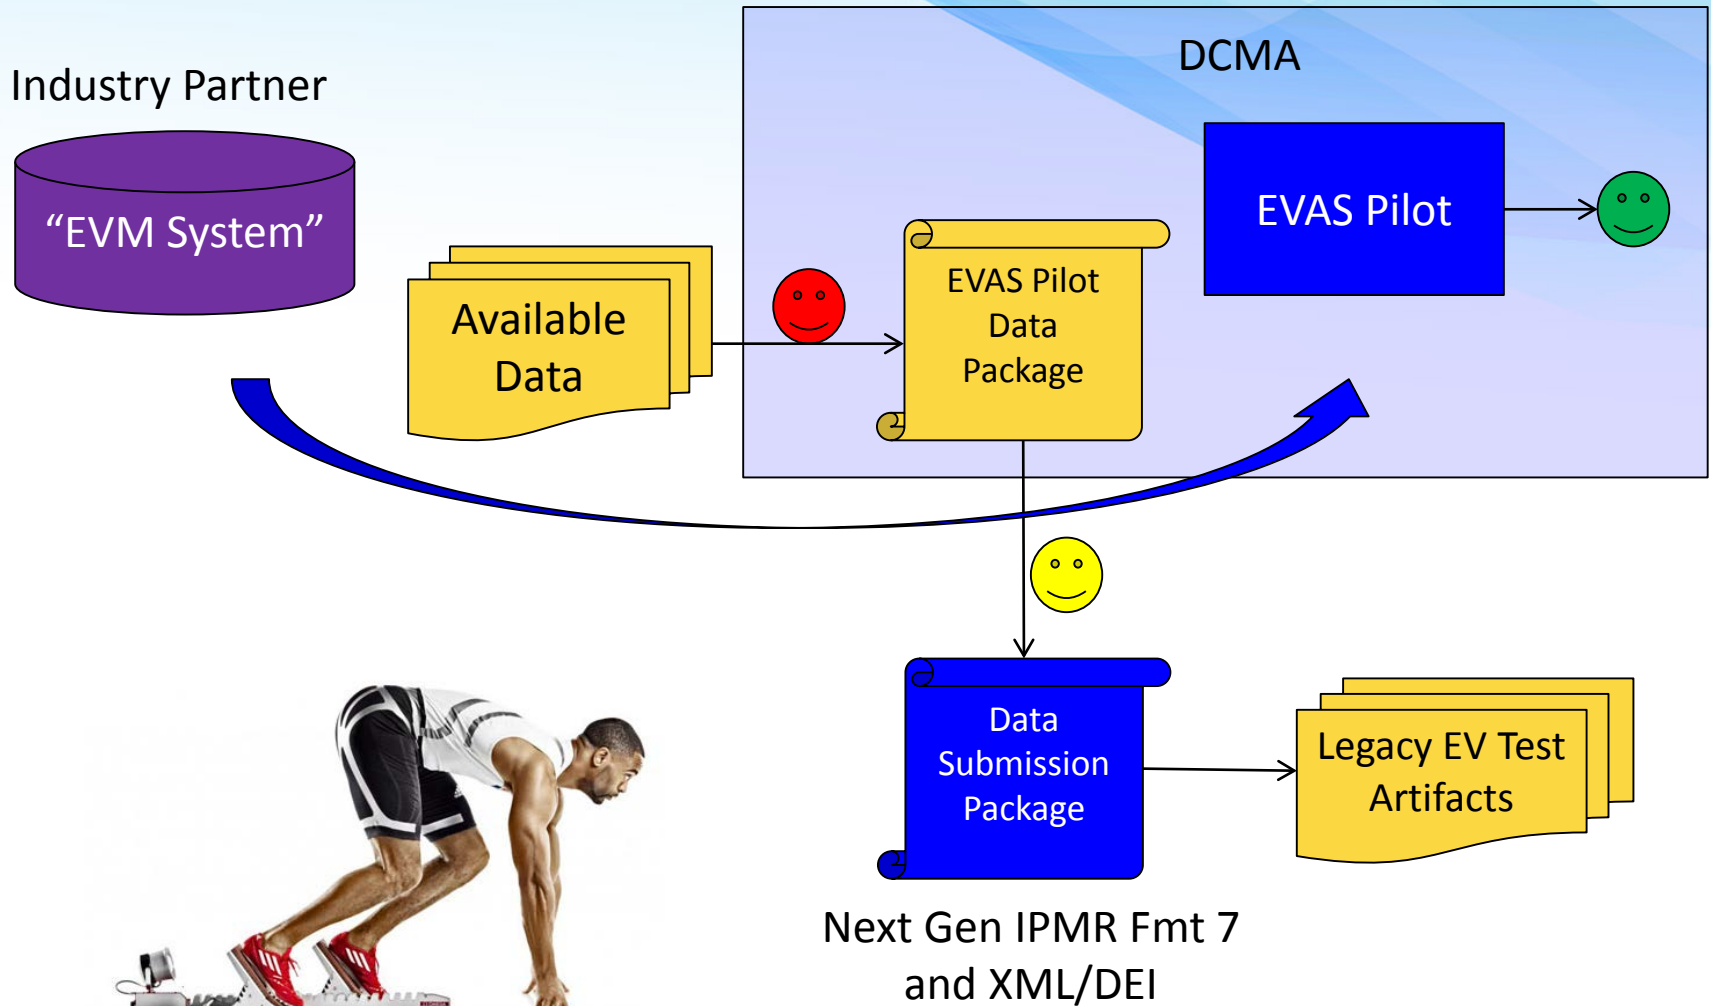 DCMA
Industry Partner
“EVM System”
EVAS Pilot
Available
Data
EVAS Pilot
Data
Package
Data
Submission
Package
Legacy EV Test
Artifacts
Next Gen IPMR Fmt 7
and XML/DEI